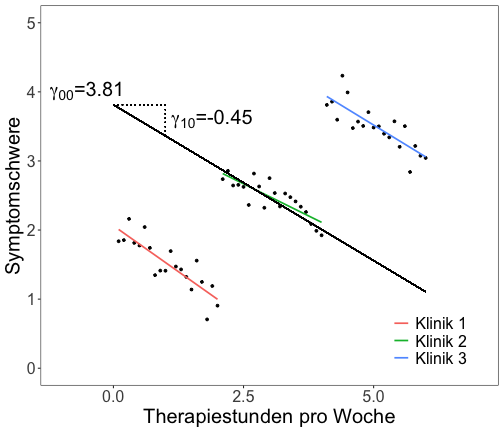 5
γ00=3.81
4
γ10=-0.45
Symptomschwere
3
2
1
Klinik 1
Klinik 2
Klinik 3
0
0.0 2.5 5.0
Therapiestunden pro Woche